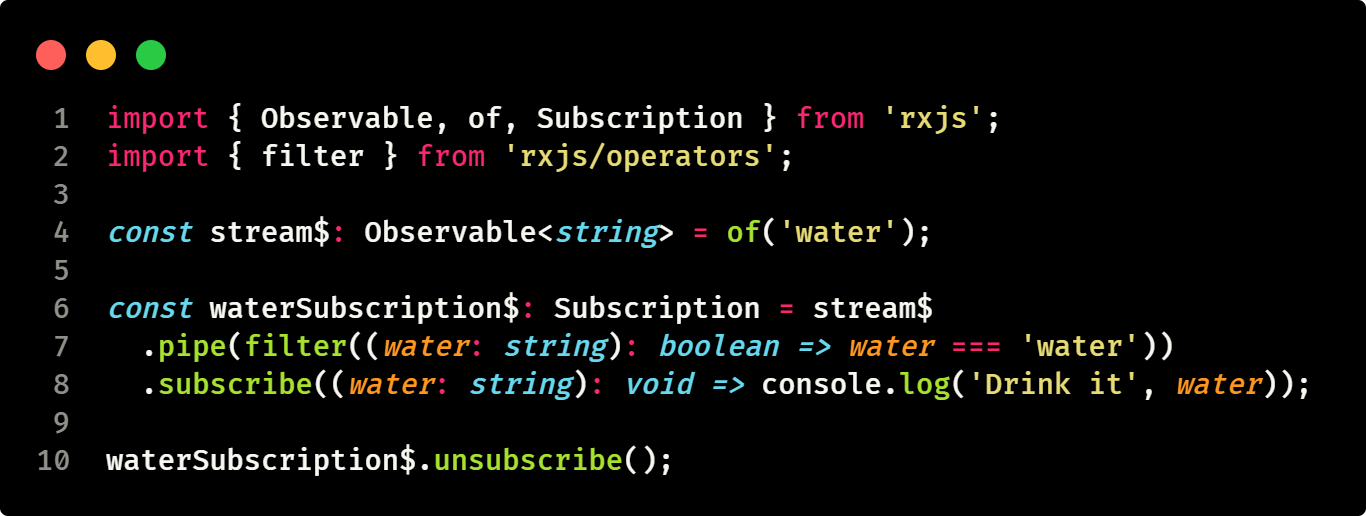 1 import { Observable, of, Subscription } from 'rxjs';
2 import { filter } from 'rxjs/operators';
3
4 const stream$: Observable<string> = of('water');
5
6 const waterSubscription$: Subscription = stream$
7   .pipe(filter((water: string): boolean => water === 'water'))
8   .subscribe((water: string): void => console.log('Drink it', water));
9
10 waterSubscription$.unsubscribe();